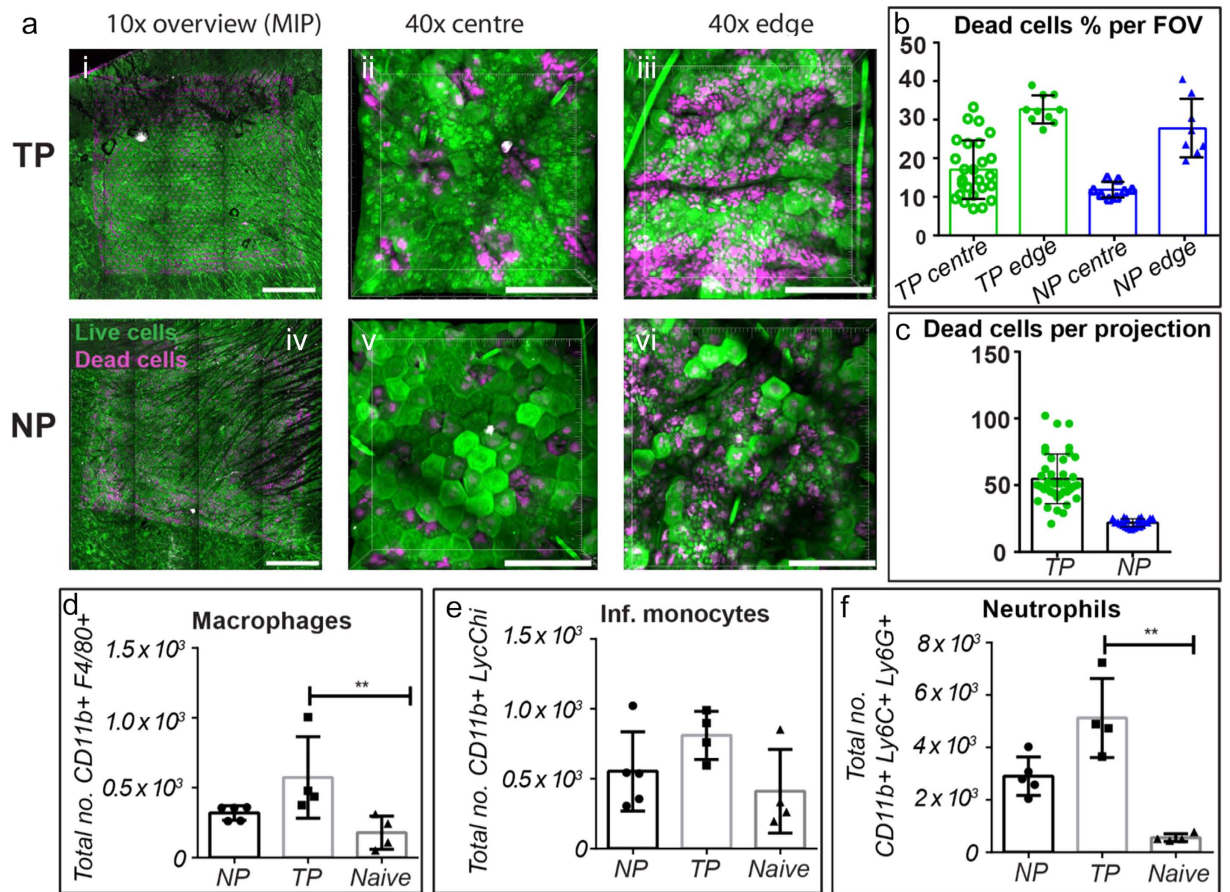 a
10x overview (MIP)
40x centre
40x edge
TP
i
ii
iii
NP
Live cells
Dead cells
iv
v
vi
b
Dead cells % per FOV
50
40
30
20
10
0
TP centre
TP edge
NP centre
NP edge
c
Dead cells per projection
150
100
50
0
TP
NP
d
Macrophages
Total no. CD11b+ F4/80+
1.5 x 10³
1.0 x 10³
0.5 x 10³
0
**
NP
TP
Naive
e
Inf. monocytes
Total no. CD11b+ LycChi
1.5 x 10³
1.0 x 10³
0.5 x 10³
0
NP
TP
Naive
f
Neutrophils
Total no.
CD11b+ Ly6C+ Ly6G+
8 x 10³
6 x 10³
4 x 10³
2 x 10³
0
**
NP
TP
Naive